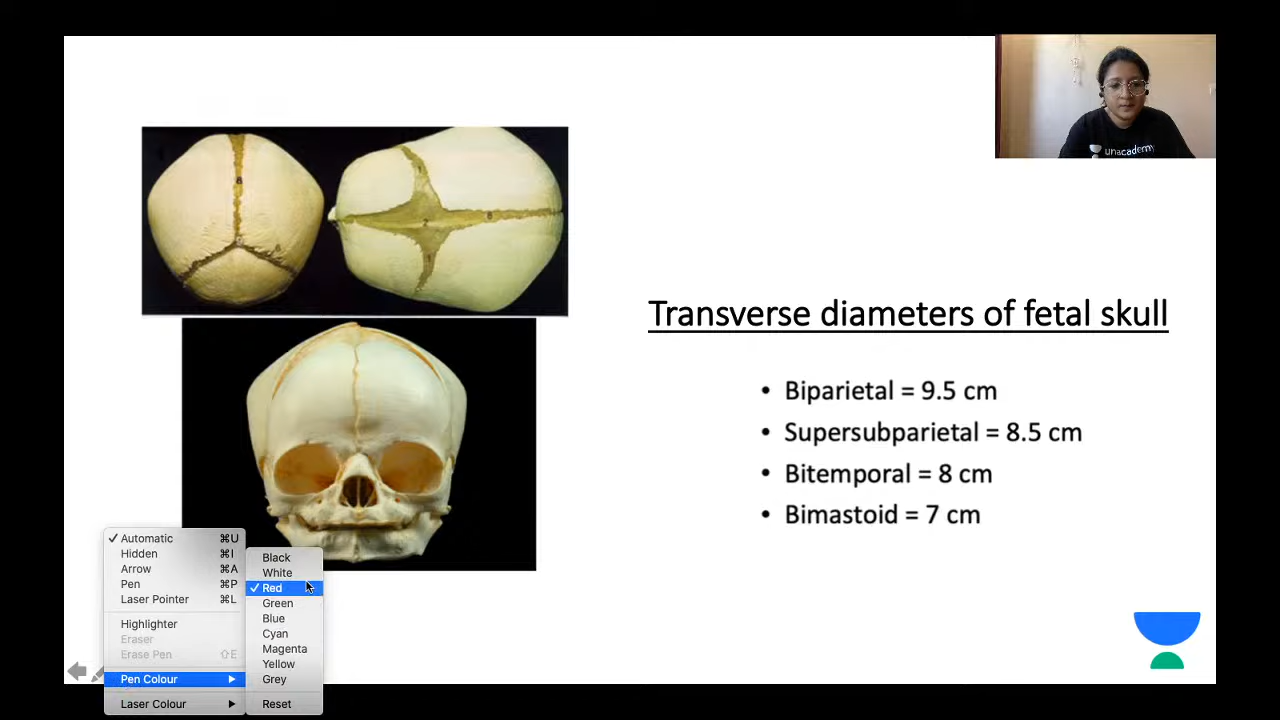 unacademy
Transverse diameters of fetal skull
• Biparietal = 9.5 cm
• Supersubparietal = 8.5 cm
• Bitemporal = 8 cm
• Bimastoid = 7 cm
✓ Automatic ⌘U
Hidden ⌘I
Arrow ⌘A
Pen ⌘P
Laser Pointer ⌘L
Highlighter
Eraser
Erase Pen ⇧E
Pen Colour ▶
Laser Colour ▶
Black
White
✓ Red
Green
Blue
Cyan
Magenta
Yellow
Grey
Reset